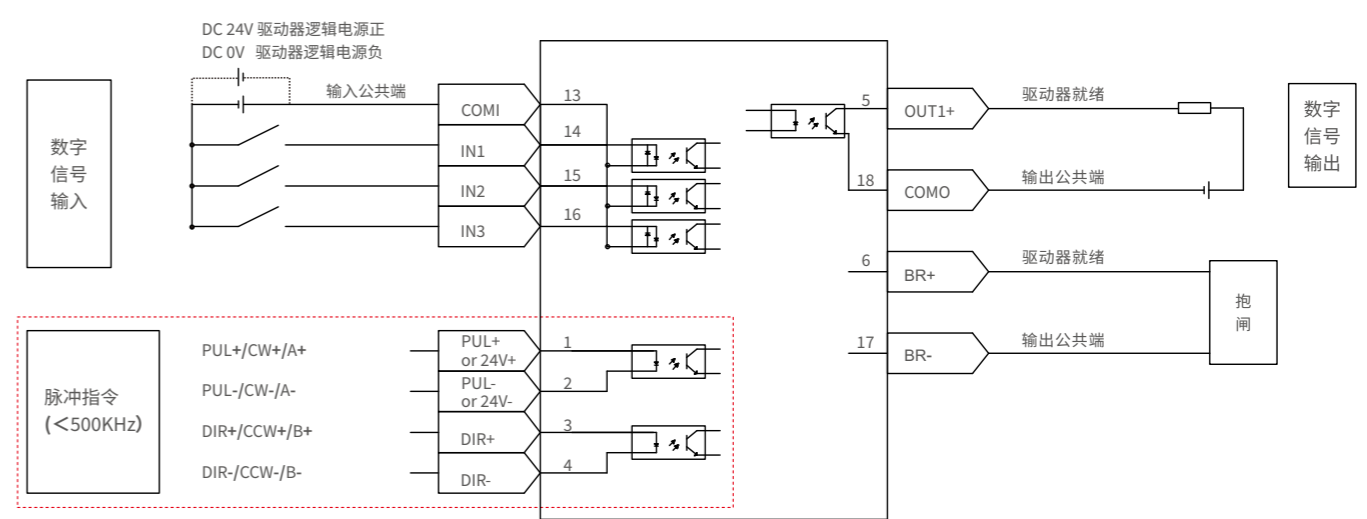 DC 24V 驱动器逻辑电源正
DC 0V 驱动器逻辑电源负
数字
信号
输入
输入公共端
COMI
13
IN1
14
IN2
15
IN3
16
5
OUT1+
驱动器就绪
18
COMO
输出公共端
数字
信号
输出
6
BR+
驱动器就绪
17
BR-
输出公共端
抱
闸
脉冲指令
(＜500KHz)
PUL+/CW+/A+
PUL+
or 24V+
1
PUL-/CW-/A-
PUL-
or 24V-
2
DIR+/CCW+/B+
DIR+
3
DIR-/CCW-/B-
DIR-
4